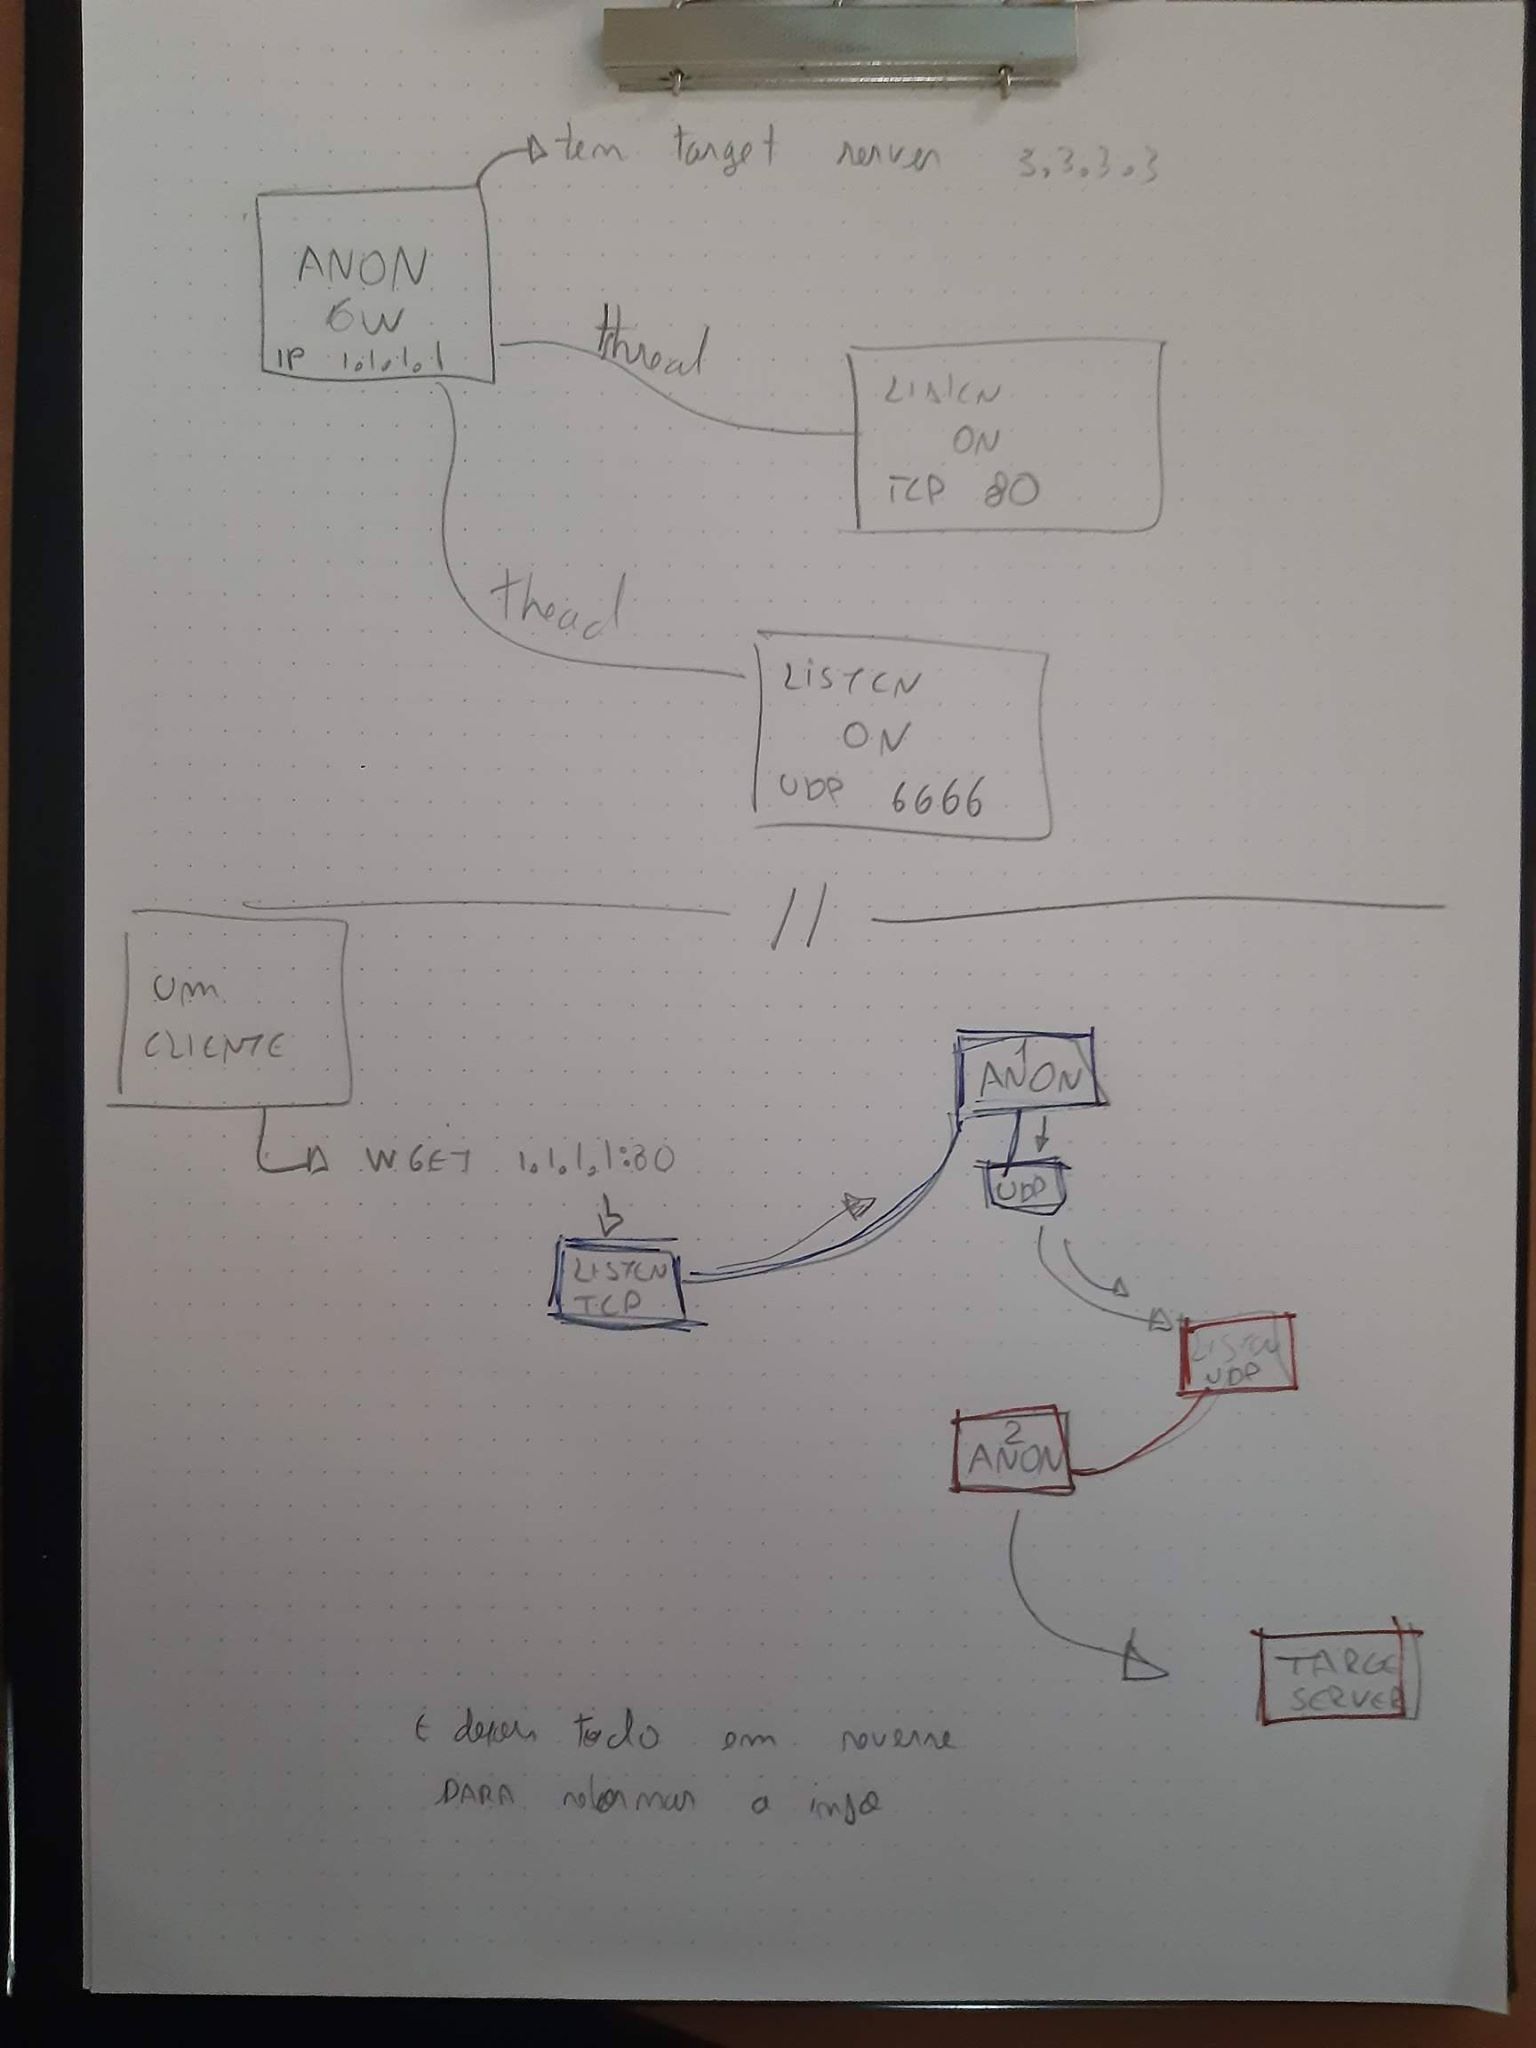 tem target server 3.3.3.3
ANON
GW
IP 1.1.1.1
thread
LISTEN
ON
TCP 80
thead
LISTEN
ON
UDP 6666
//
Um
CLIENTE
WGET 1.1.1.1:80
1
ANON
UDP
LISTEN
TCP
LISTEN
UDP
2
ANON
TARGE
SERVER
E depois todo em reverse
PARA retornar a info